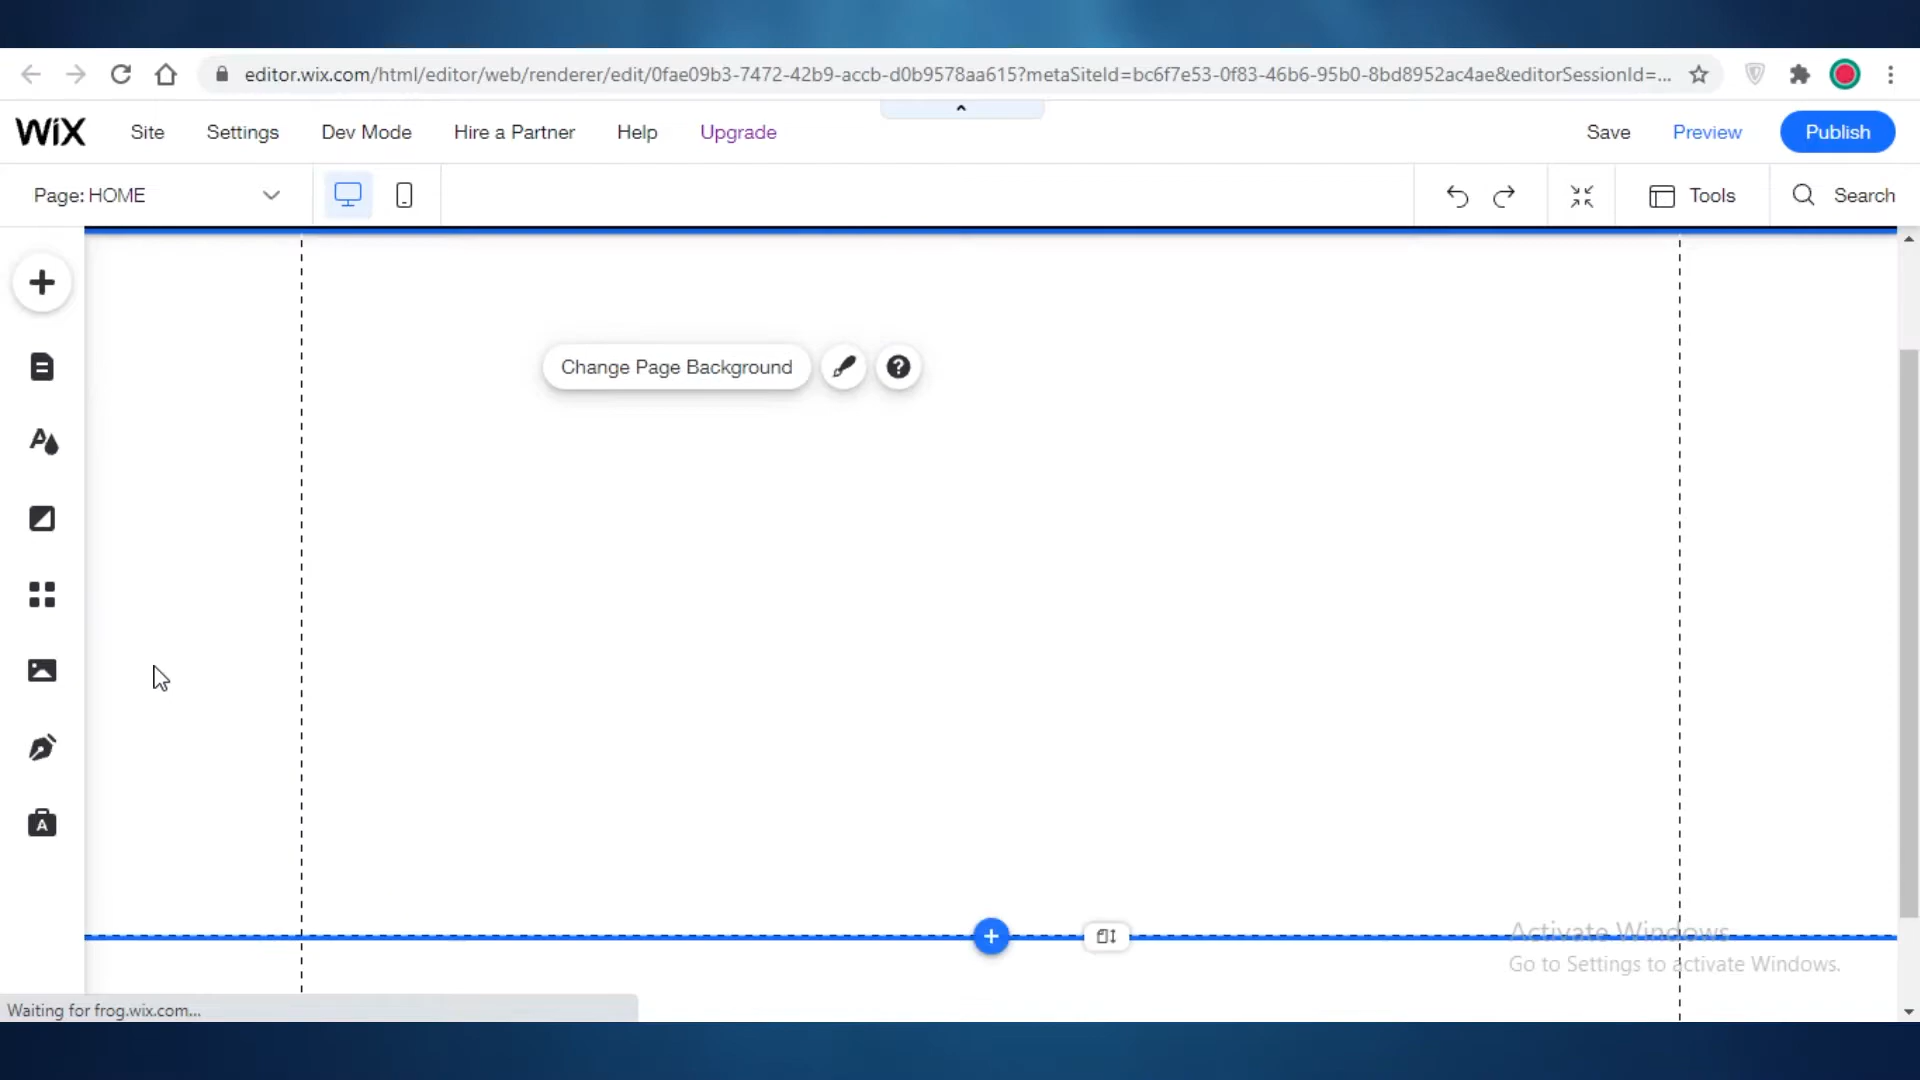 editor.wix.com/html/editor/web/renderer/edit/0fae09b3-7472-42b9-accb-d0b9578aa615?metaSiteId=bc6f7e53-0f83-46b6-95b0-8bd8952ac4ae&editorSessionId=...
WiX Site Settings Dev Mode Hire a Partner Help Upgrade Save Preview Publish
Page: HOME Tools Search
Change Page Background
Activate Windows
Go to Settings to activate Windows.
Waiting for frog.wix.com...